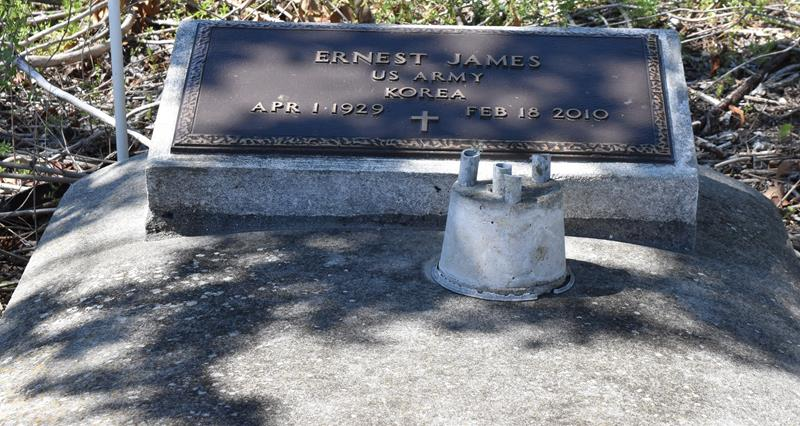 ERNEST JAMES
US ARMY
KOREA
APR 1 1929 FEB 18 2010